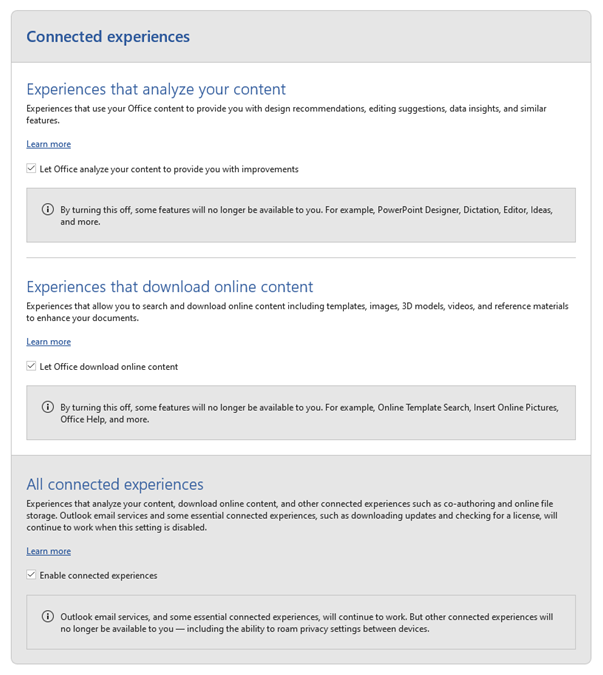 Connected experiences
Experiences that analyze your content
Experiences that use your Office content to provide you with design recommendations, editing suggestions, data insights, and similar
features.
Learn more
Let Office analyze your content to provide you with improvements
By turning this off, some features will no longer be available to you. For example, PowerPoint Designer, Dictation, Editor, Ideas,
and more.
Experiences that download online content
Experiences that allow you to search and download online content including templates, images, 3D models, videos, and reference materials
to enhance your documents.
Learn more
Let Office download online content
By turning this off, some features will no longer be available to you. For example, Online Template Search, Insert Online Pictures,
Office Help, and more.
All connected experiences
Experiences that analyze your content, download online content, and other connected experiences such as co-authoring and online file
storage. Outlook email services and some essential connected experiences, such as downloading updates and checking for a license, will
continue to work when this setting is disabled.
Learn more
Enable connected experiences
Outlook email services, and some essential connected experiences, will continue to work. But other connected experiences will
no longer be available to you — including the ability to roam privacy settings between devices.